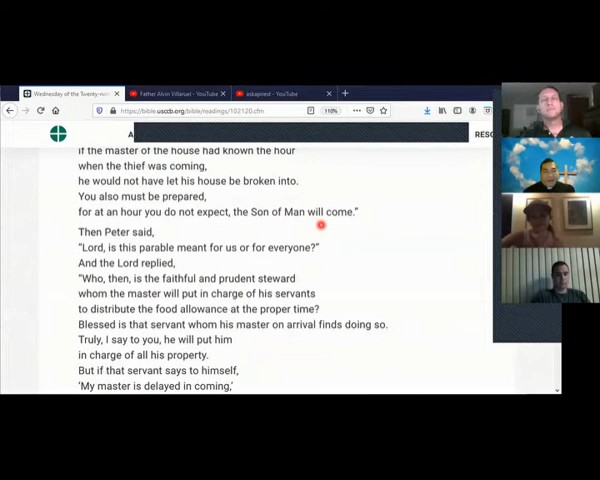 Wednesday of the Twenty-nin
Father Alvin Villaruel - YouTube
askapriest - YouTube
https://bible.usccb.org/bible/readings/102120.cfm
110%
A
RESO
If the master of the house had known the hour
when the thief was coming,
he would not have let his house be broken into.
You also must be prepared,
for at an hour you do not expect, the Son of Man will come.”
Then Peter said,
“Lord, is this parable meant for us or for everyone?”
And the Lord replied,
“Who, then, is the faithful and prudent steward
whom the master will put in charge of his servants
to distribute the food allowance at the proper time?
Blessed is that servant whom his master on arrival finds doing so.
Truly, I say to you, he will put him
in charge of all his property.
But if that servant says to himself,
‘My master is delayed in coming,’